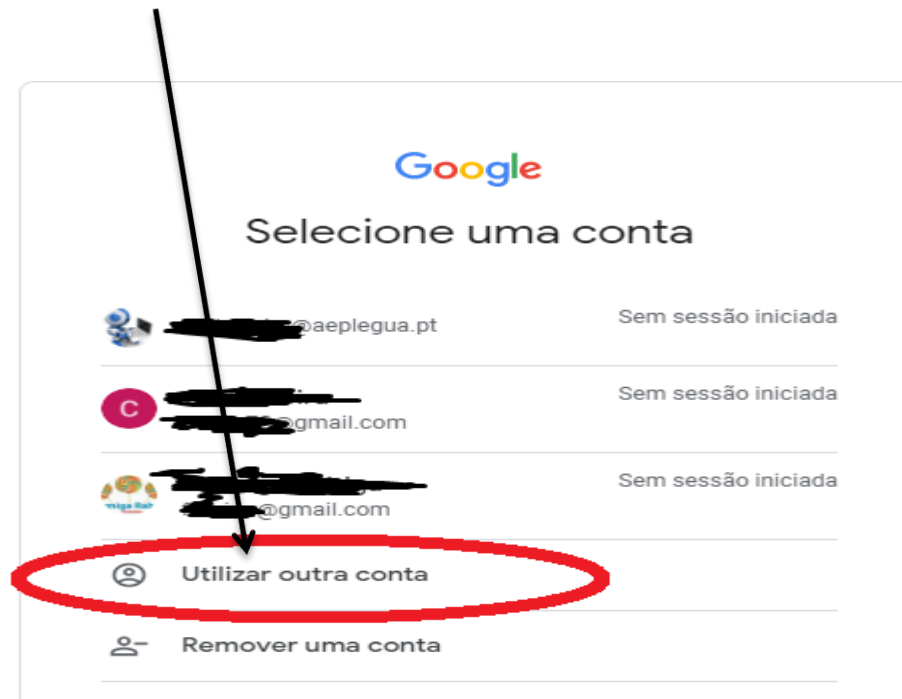 Google
Selecione uma conta
@aeplegua.pt
Sem sessão iniciada
C
Sem sessão iniciada
@gmail.com
Sem sessão iniciada
@gmail.com
Utilizar outra conta
Remover uma conta